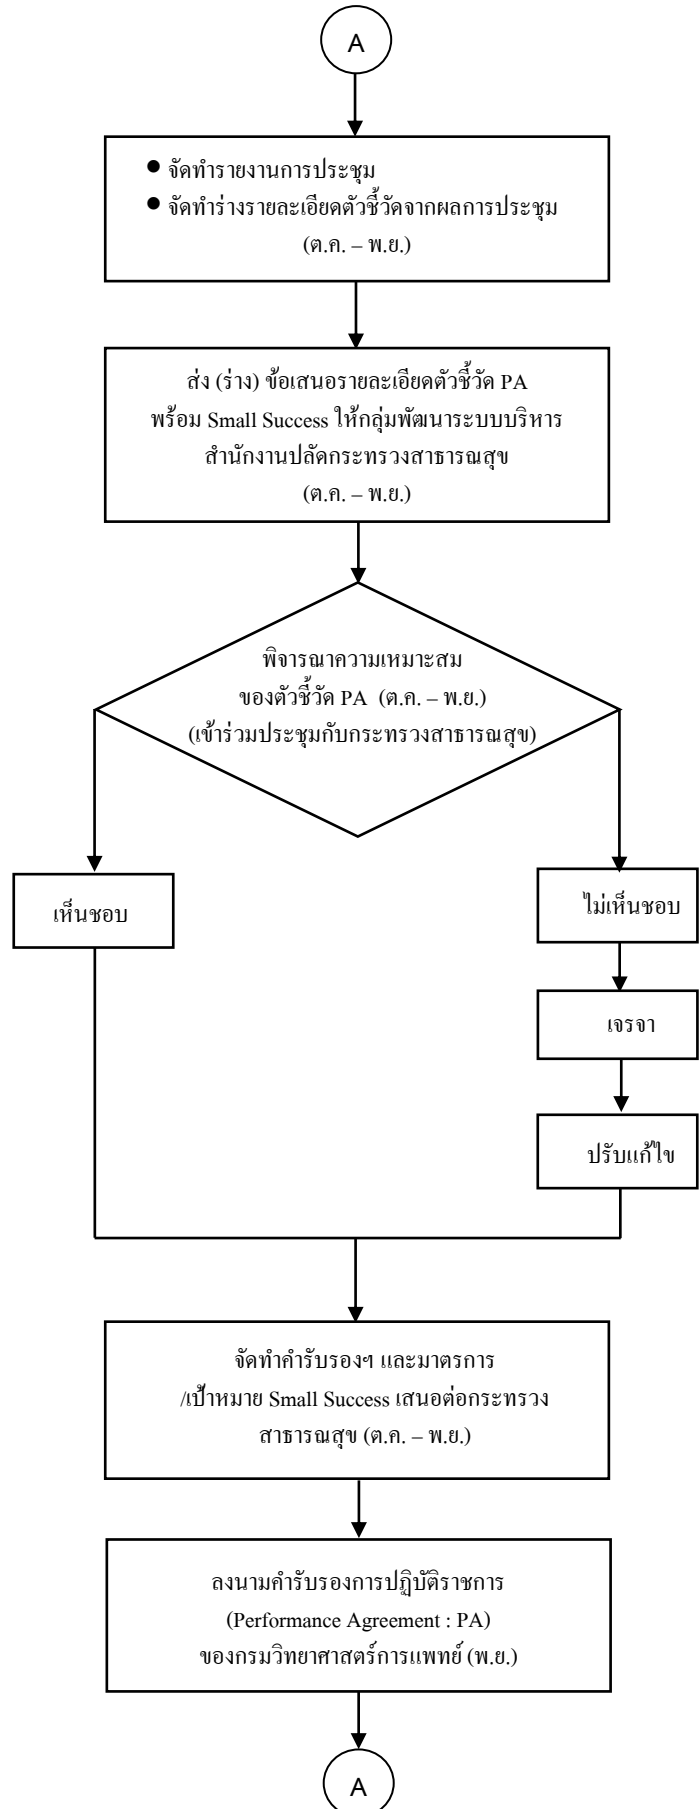 A
● จัดทำรายงานการประชุม
● จัดทำร่างรายละเอียดตัวชี้วัดจากผลการประชุม
(ต.ค. – พ.ย.)
ส่ง (ร่าง) ข้อเสนอรายละเอียดตัวชี้วัด PA
พร้อม Small Success ให้กลุ่มพัฒนาระบบบริหาร
สำนักงานปลัดกระทรวงสาธารณสุข
(ต.ค. – พ.ย.)
พิจารณาความเหมาะสม
ของตัวชี้วัด PA (ต.ค. – พ.ย.)
(เข้าร่วมประชุมกับกระทรวงสาธารณสุข)
เห็นชอบ
ไม่เห็นชอบ
เจรจา
ปรับแก้ไข
จัดทำคำรับรองฯ และมาตรการ
/เป้าหมาย Small Success เสนอต่อกระทรวง
สาธารณสุข (ต.ค. – พ.ย.)
ลงนามคำรับรองการปฏิบัติราชการ
(Performance Agreement : PA)
ของกรมวิทยาศาสตร์การแพทย์ (พ.ย.)
A